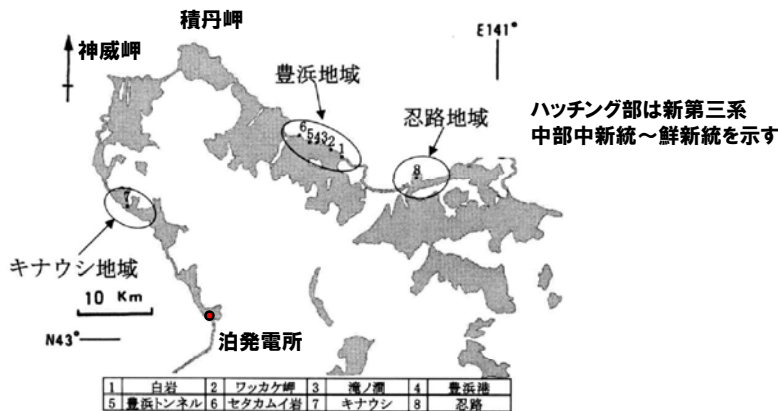 積丹岬
神威岬
E141°
豊浜地域
忍路地域
ハッチング部は新第三系
中部中新統~鮮新統を示す
6
5
4
3
2
1
8
7
キナウシ地域
10 Km
N43°
泊発電所
1 白岩 2 ワッカケ岬 3 滝ノ澗 4 豊浜港
5 豊浜トンネル 6 セタカムイ岩 7 キナウシ 8 忍路